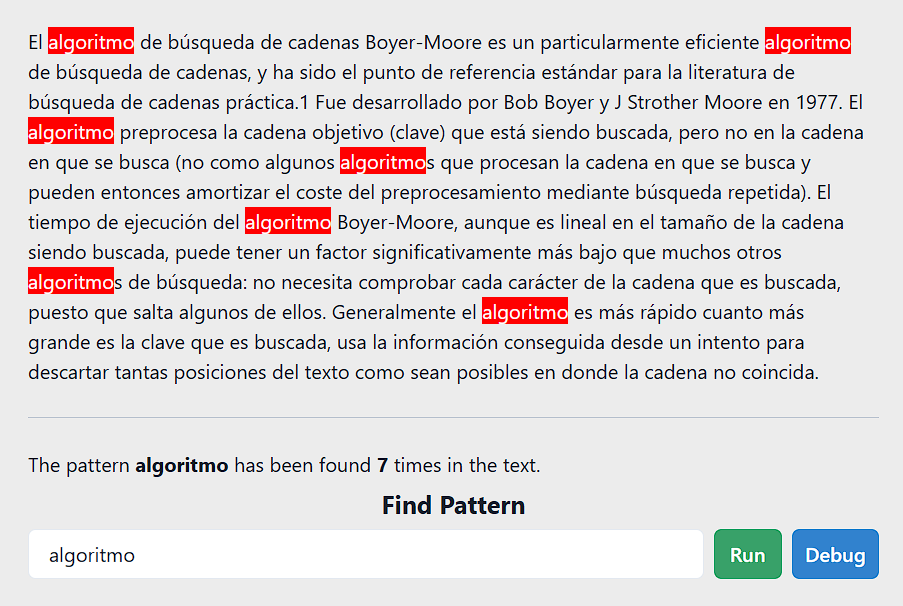 El algoritmo de búsqueda de cadenas Boyer-Moore es un particularmente eficiente algoritmo
de búsqueda de cadenas, y ha sido el punto de referencia estándar para la literatura de
búsqueda de cadenas práctica.1 Fue desarrollado por Bob Boyer y J Strother Moore en 1977. El
algoritmo preprocesa la cadena objetivo (clave) que está siendo buscada, pero no en la cadena
en que se busca (no como algunos algoritmos que procesan la cadena en que se busca y
pueden entonces amortizar el coste del preprocesamiento mediante búsqueda repetida). El
tiempo de ejecución del algoritmo Boyer-Moore, aunque es lineal en el tamaño de la cadena
siendo buscada, puede tener un factor significativamente más bajo que muchos otros
algoritmos de búsqueda: no necesita comprobar cada carácter de la cadena que es buscada,
puesto que salta algunos de ellos. Generalmente el algoritmo es más rápido cuanto más
grande es la clave que es buscada, usa la información conseguida desde un intento para
descartar tantas posiciones del texto como sean posibles en donde la cadena no coincida.
The pattern algoritmo has been found 7 times in the text.
Find Pattern
algoritmo Run Debug